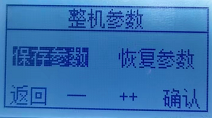 整机参数
保存参数 恢复参数
返回 — ++ 确认